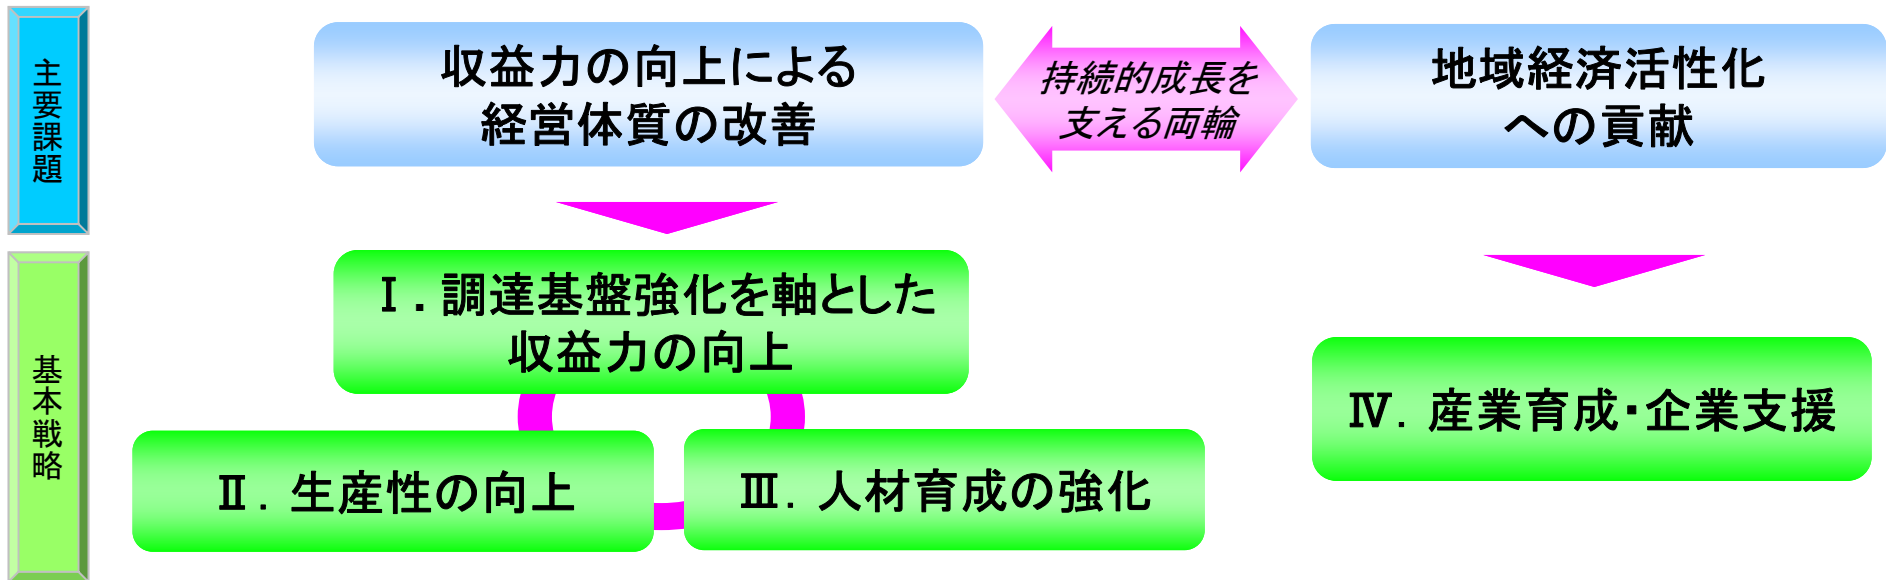 主要課題
収益力の向上による
経営体質の改善
持続的成長を
支える両輪
地域経済活性化
への貢献
基本戦略
Ⅰ．調達基盤強化を軸とした
収益力の向上
Ⅱ．生産性の向上
Ⅲ．人材育成の強化
Ⅳ．産業育成・企業支援